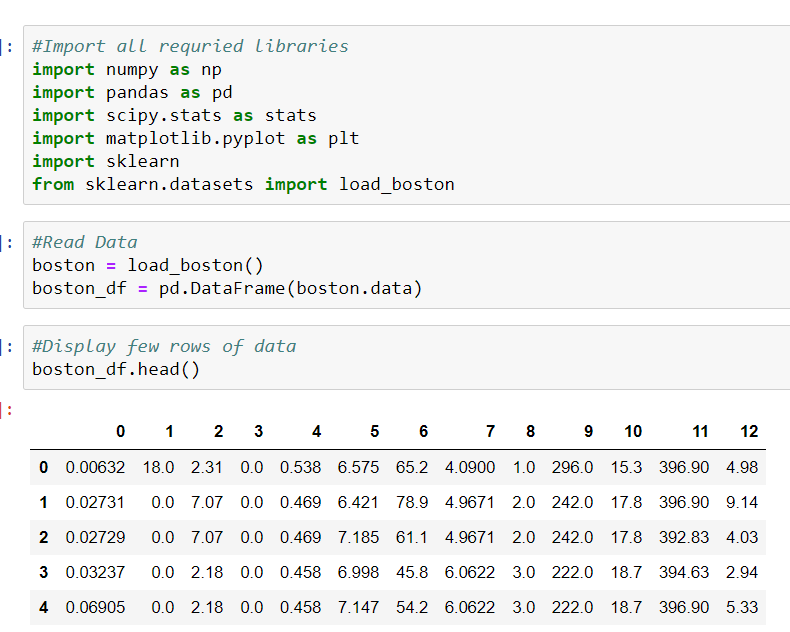 ]: #Import all requried libraries
import numpy as np
import pandas as pd
import scipy.stats as stats
import matplotlib.pyplot as plt
import sklearn
from sklearn.datasets import load_boston
]: #Read Data
boston = load_boston()
boston_df = pd.DataFrame(boston.data)
]: #Display few rows of data
boston_df.head()
]:
0 1 2 3 4 5 6 7 8 9 10 11 12
0 0.00632 18.0 2.31 0.0 0.538 6.575 65.2 4.0900 1.0 296.0 15.3 396.90 4.98
1 0.02731 0.0 7.07 0.0 0.469 6.421 78.9 4.9671 2.0 242.0 17.8 396.90 9.14
2 0.02729 0.0 7.07 0.0 0.469 7.185 61.1 4.9671 2.0 242.0 17.8 392.83 4.03
3 0.03237 0.0 2.18 0.0 0.458 6.998 45.8 6.0622 3.0 222.0 18.7 394.63 2.94
4 0.06905 0.0 2.18 0.0 0.458 7.147 54.2 6.0622 3.0 222.0 18.7 396.90 5.33